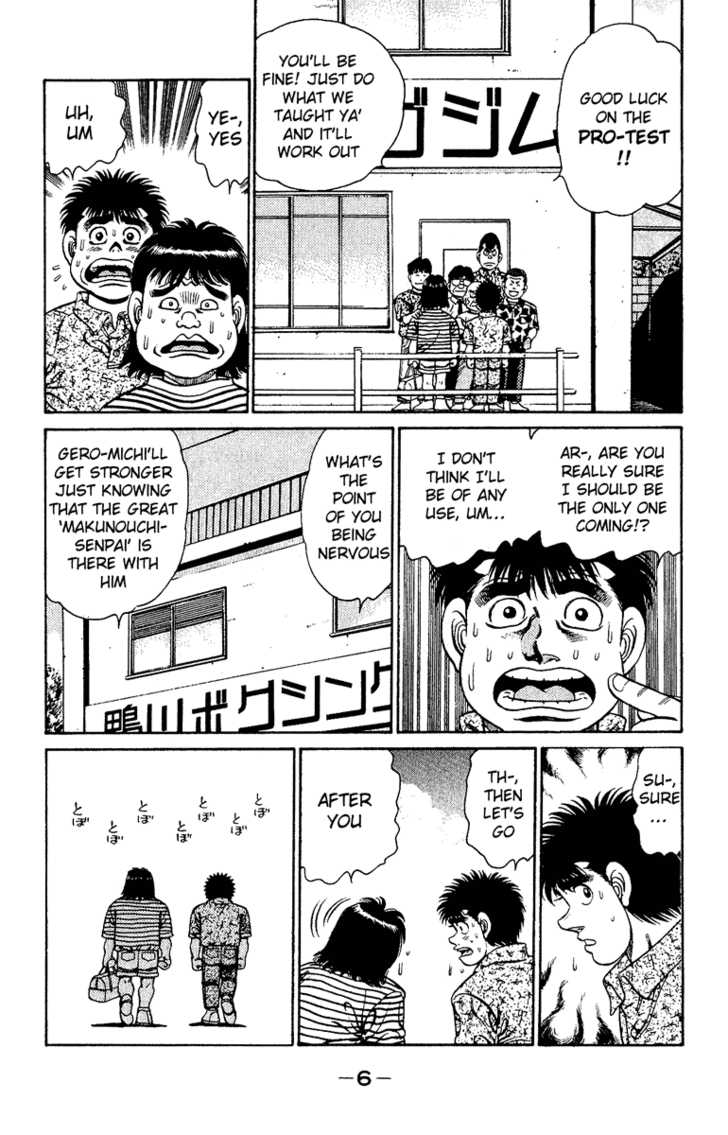 GOOD LUCK
ON THE
PRO-TEST
!!
YOU'LL BE
FINE! JUST DO
WHAT WE
TAUGHT YA'
AND IT'LL
WORK OUT
グジム
YE-,
YES
UH,
UM
AR-, ARE YOU
REALLY SURE
I SHOULD BE
THE ONLY ONE
COMING!?
I DON'T
THINK I'LL
BE OF ANY
USE, UM...
WHAT'S
THE
POINT
OF YOU
BEING
NERVOUS
GERO-MICHI'LL
GET STRONGER
JUST KNOWING
THAT THE GREAT
'MAKUNOUCHI-
SENPAI' IS
THERE WITH
HIM
鴨川ボクシング
SU-,
SURE
...
TH-,
THEN
LET'S
GO
AFTER
YOU
とぼ
とぼ
とぼ
とぼ
とぼ
とぼ
とぼ
-6-